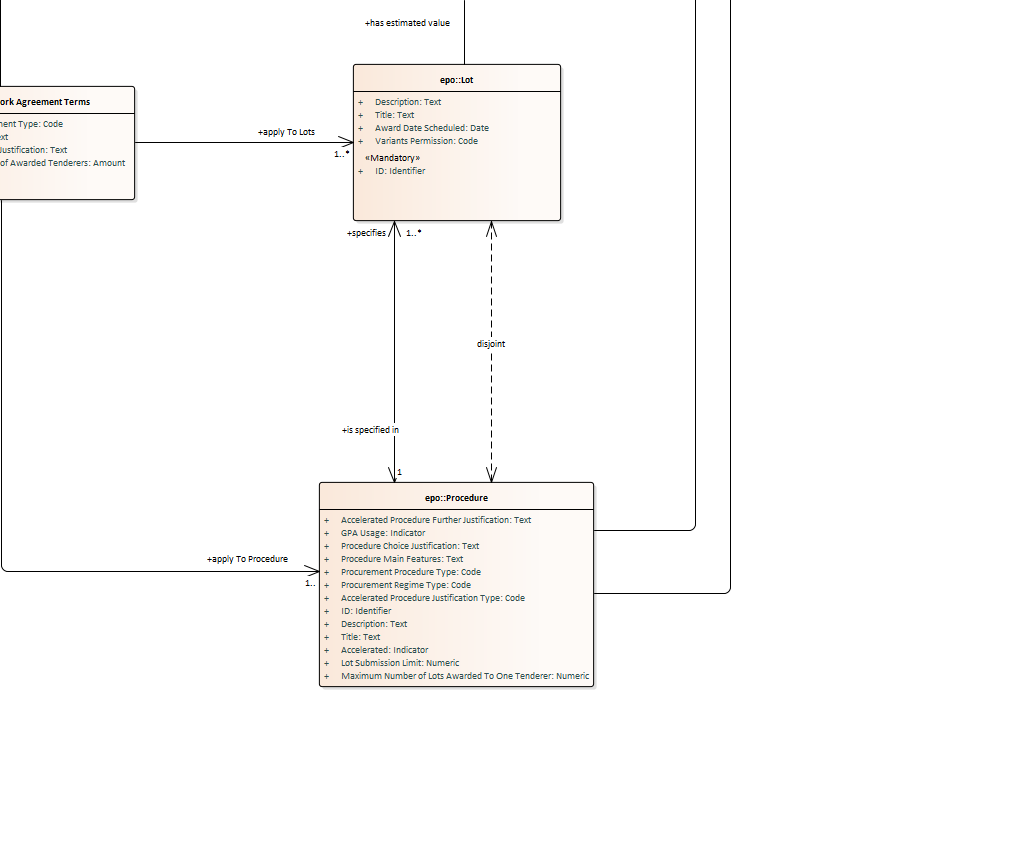 +has estimated value
epo::Lot
+ Description: Text
+ Title: Text
+ Award Date Scheduled: Date
+ Variants Permission: Code
«Mandatory»
+ ID: Identifier
ork Agreement Terms
ment Type: Code
ext
Justification: Text
of Awarded Tenderers: Amount
+apply To Lots
1..*
+specifies
1..*
disjoint
+is specified in
1
+apply To Procedure
1..
epo::Procedure
+ Accelerated Procedure Further Justification: Text
+ GPA Usage: Indicator
+ Procedure Choice Justification: Text
+ Procedure Main Features: Text
+ Procurement Procedure Type: Code
+ Procurement Regime Type: Code
+ Accelerated Procedure Justification Type: Code
+ ID: Identifier
+ Description: Text
+ Title: Text
+ Accelerated: Indicator
+ Lot Submission Limit: Numeric
+ Maximum Number of Lots Awarded To One Tenderer: Numeric